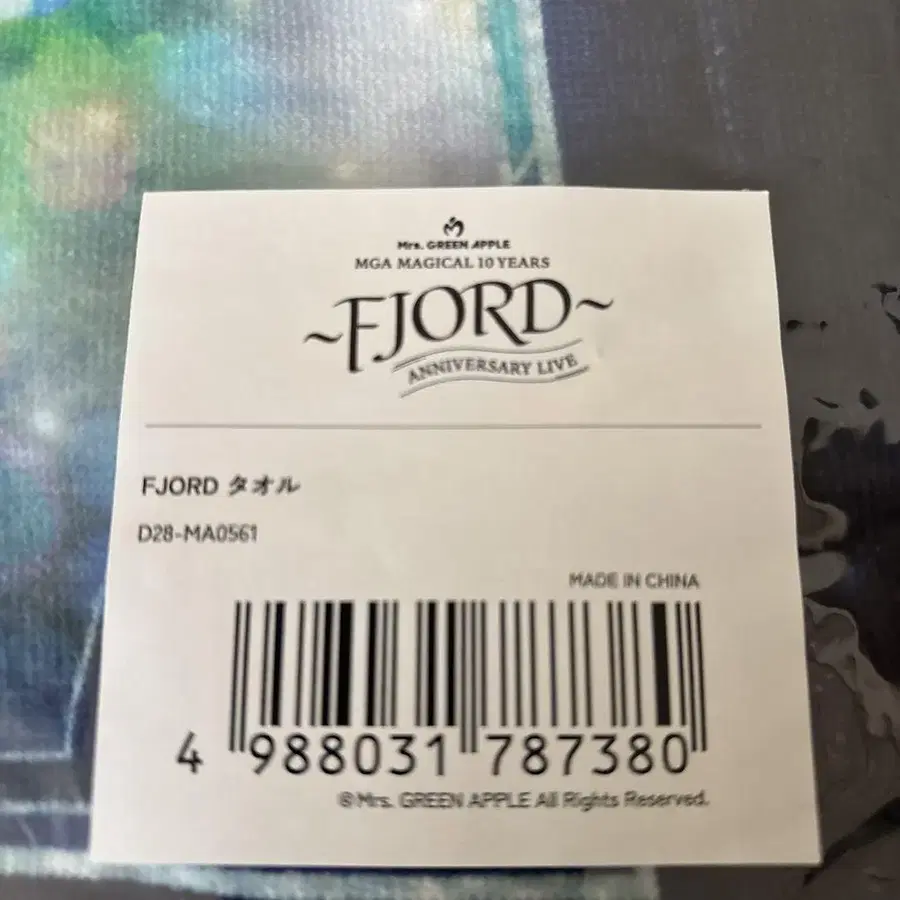 Mrs. GREEN APPLE
MGA MAGICAL 10 YEARS
~FJORD~
ANNIVERSARY LIVE
FJORD タオル
D28-MA0561
MADE IN CHINA
4 988031 787380
©Mrs. GREEN APPLE All Rights Reserved.